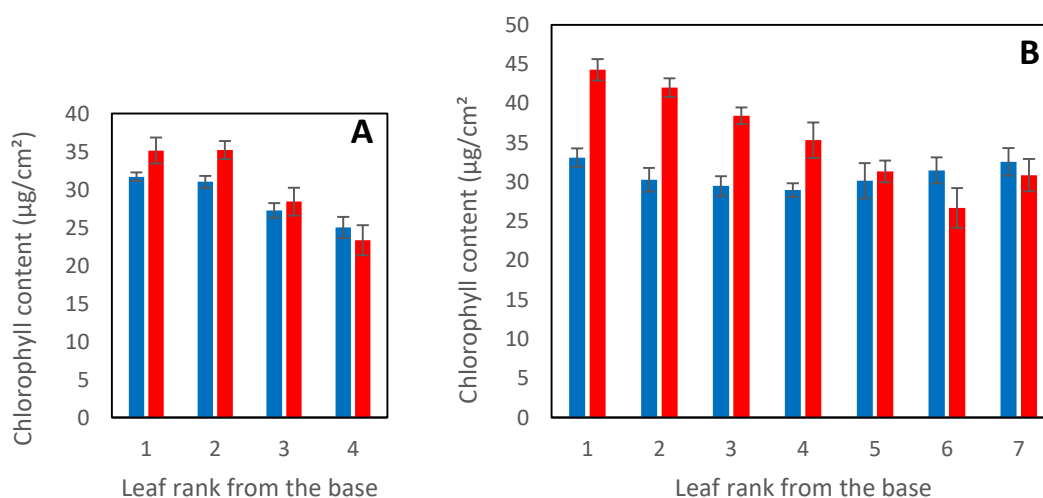 A
Chlorophyll content (µg/cm²)
40
35
30
25
20
15
10
5
0
1 2 3 4
Leaf rank from the base
B
Chlorophyll content (µg/cm²
50
45
40
35
30
25
20
15
10
5
0
1 2 3 4 5 6 7
Leaf rank from the base